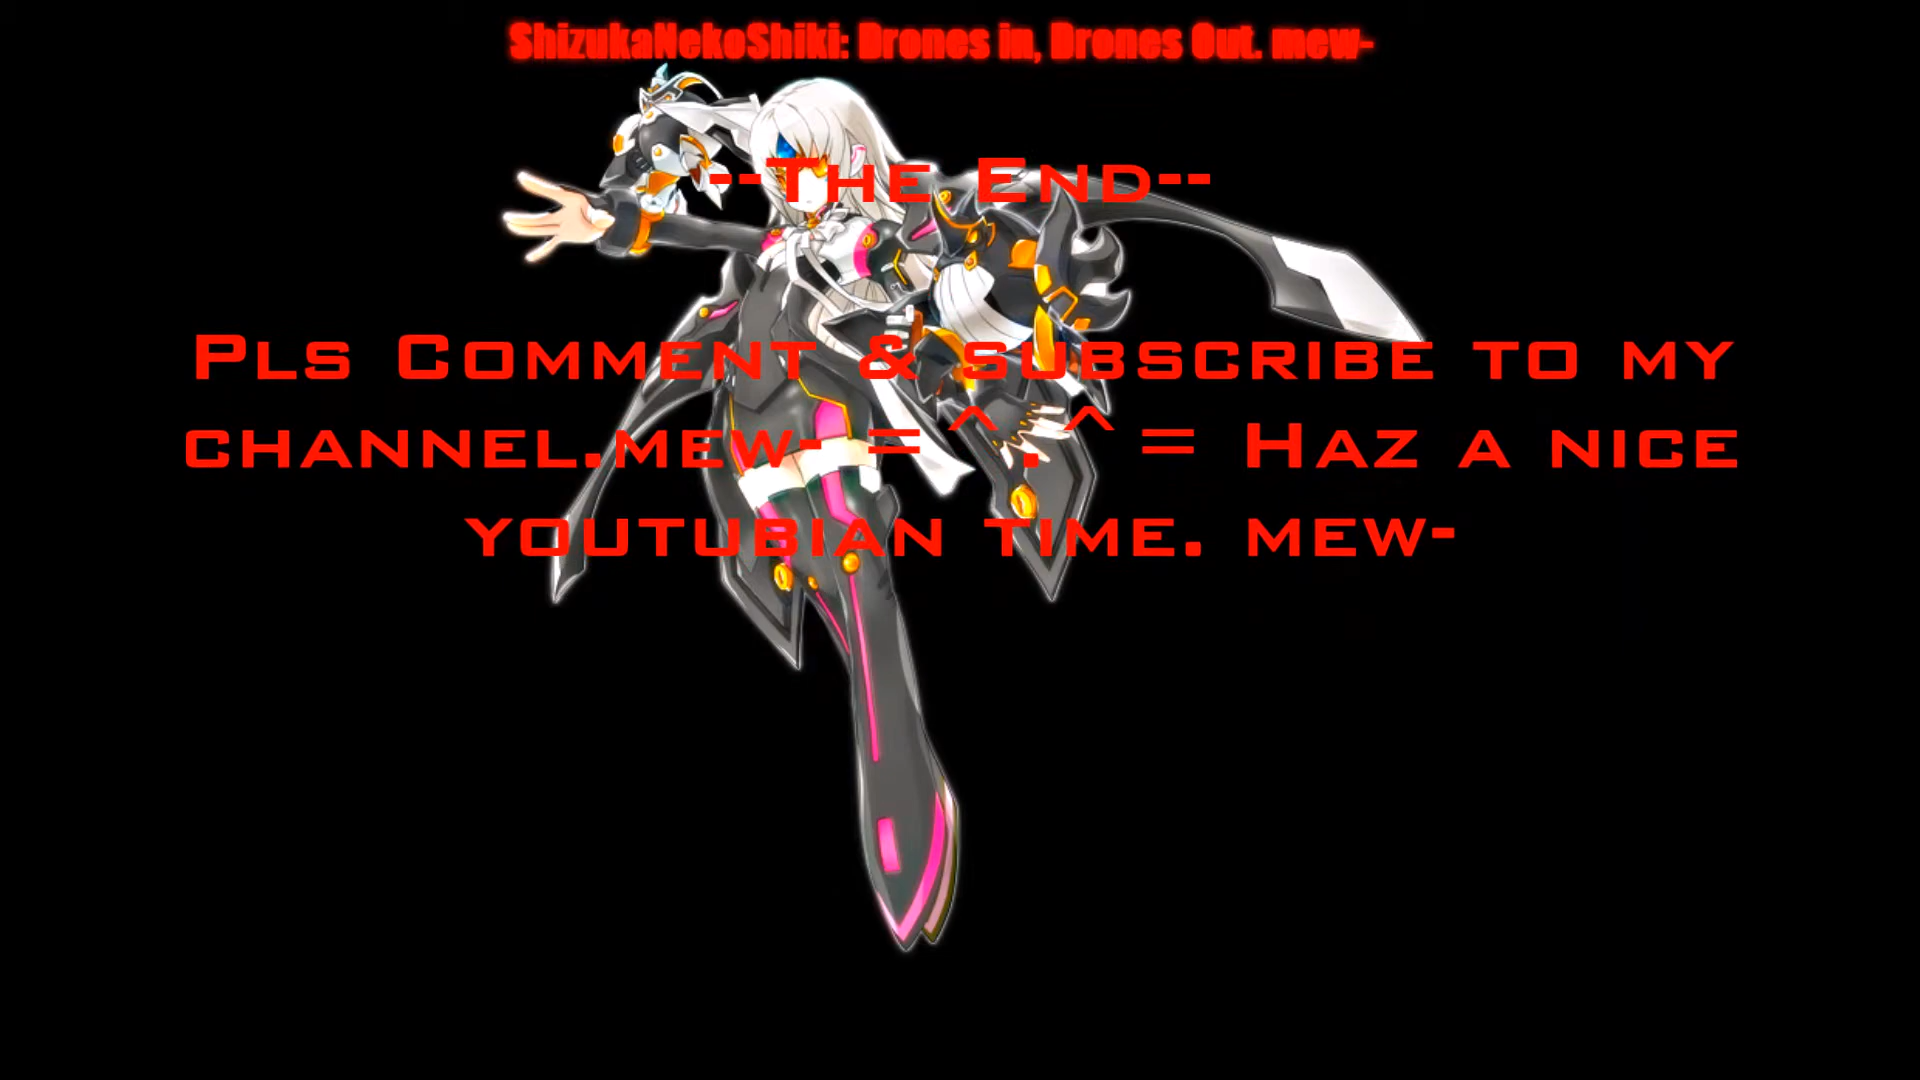 ShizukaNekoShiki: Drones in, Drones Out. mew-
--The End--
Pls Comment & subscribe to my
channel.mew- =^.^= Haz a nice
youtubian time. mew-